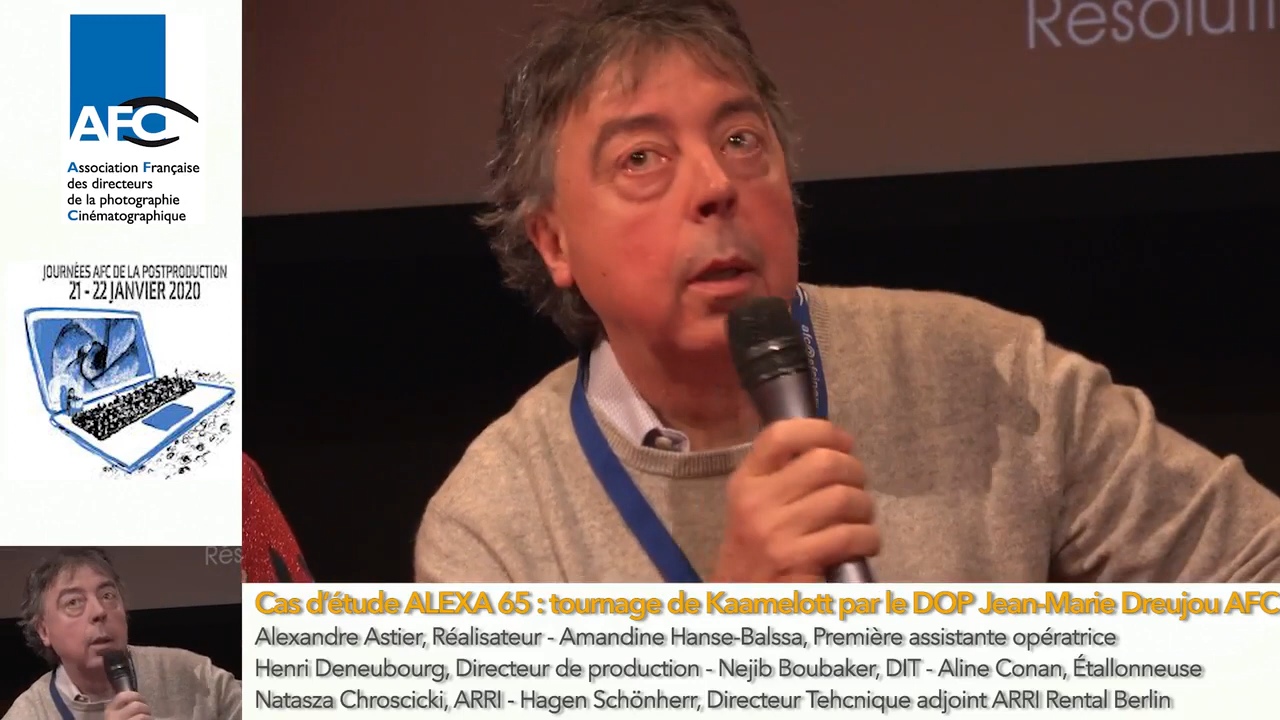 Résoluti
AFC
Association Française
des directeurs
de la photographie
Cinématographique
JOURNÉES AFC DE LA POSTPRODUCTION
21 - 22 JANVIER 2020
Rés
Cas d'étude ALEXA 65 : tournage de Kaamelott par le DOP Jean-Marie Dreujou AFC
Alexandre Astier, Réalisateur - Amandine Hanse-Balssa, Première assistante opératrice
Henri Deneubourg, Directeur de production - Nejib Boubaker, DIT - Aline Conan, Étallonneuse
Natasza Chroscicki, ARRI - Hagen Schönherr, Directeur Tehcnique adjoint ARRI Rental Berlin